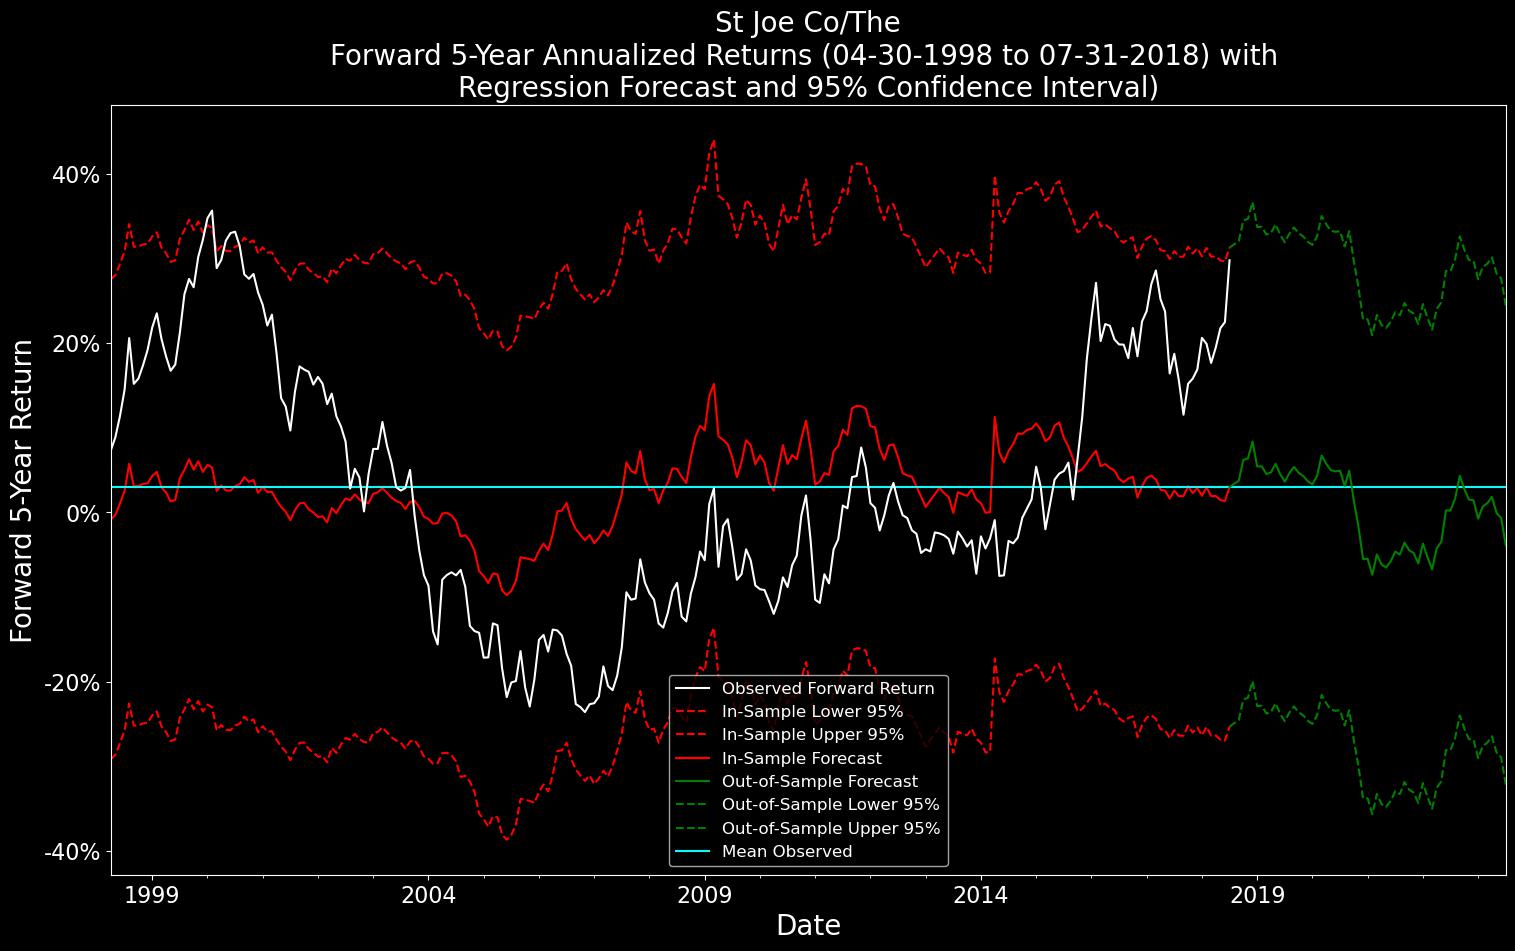 St Joe Co/The
Forward 5-Year Annualized Returns (04-30-1998 to 07-31-2018) with
Regression Forecast and 95% Confidence Interval)
40%
20%
0%
-20%
-40%
Forward 5-Year Return
Observed Forward Return
In-Sample Lower 95%
In-Sample Upper 95%
In-Sample Forecast
Out-of-Sample Forecast
Out-of-Sample Lower 95%
Out-of-Sample Upper 95%
Mean Observed
1999 2004 2009 2014 2019
Date